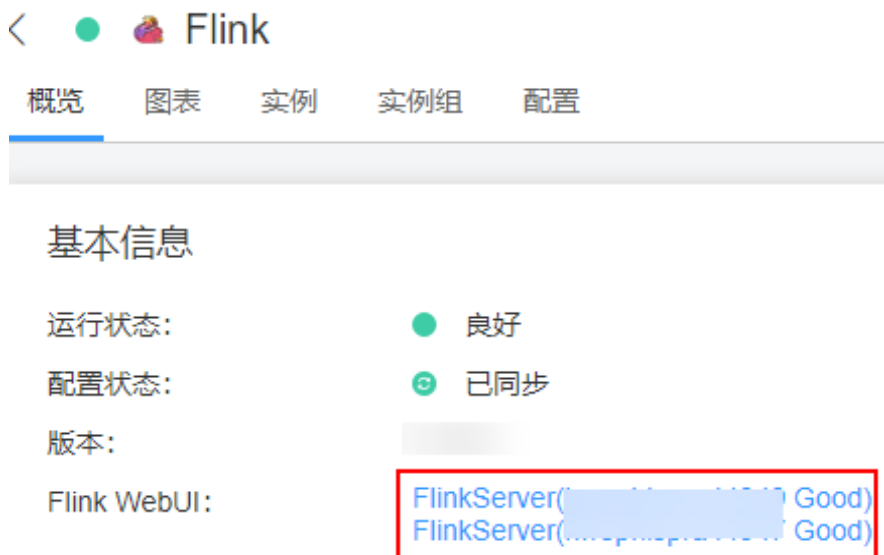 Flink
概览 图表 实例 实例组 配置
基本信息
运行状态： 良好
配置状态： 已同步
版本：
Flink WebUI： FlinkServer( Good)
FlinkServer( Good)